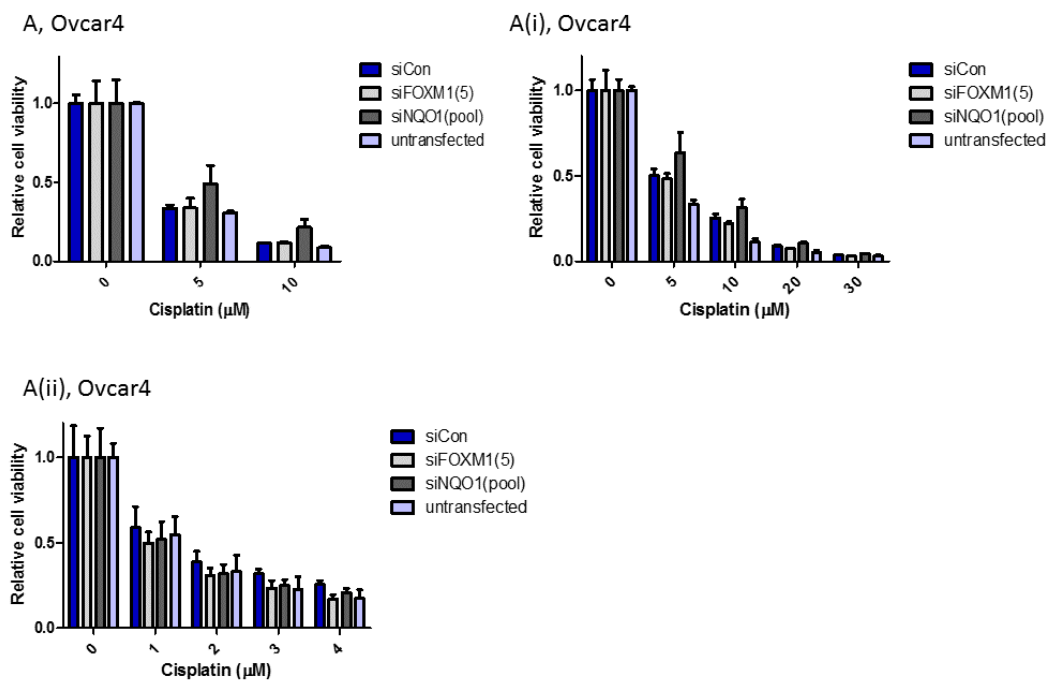 A, Ovcar4
Relative cell viability
1.0
0.5
0.0
0 5 10
Cisplatin (μM)
siCon
siFOXM1(5)
siNQO1(pool)
untransfected
A(i), Ovcar4
Relative cell viability
1.0
0.5
0.0
0 5 10 20 30
Cisplatin (μM)
siCon
siFOXM1(5)
siNQO1(pool)
untransfected
A(ii), Ovcar4
Relative cell viability
1.0
0.5
0.0
0 1 2 3 4
Cisplatin (μM)
siCon
siFOXM1(5)
siNQO1(pool)
untransfected